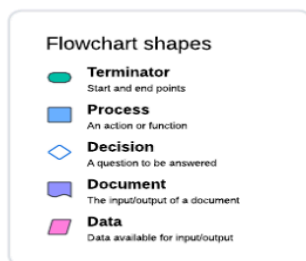 Flowchart shapes
Terminator
Start and end points
Process
An action or function
Decision
A question to be answered
Document
The input/output of a document
Data
Data available for input/output